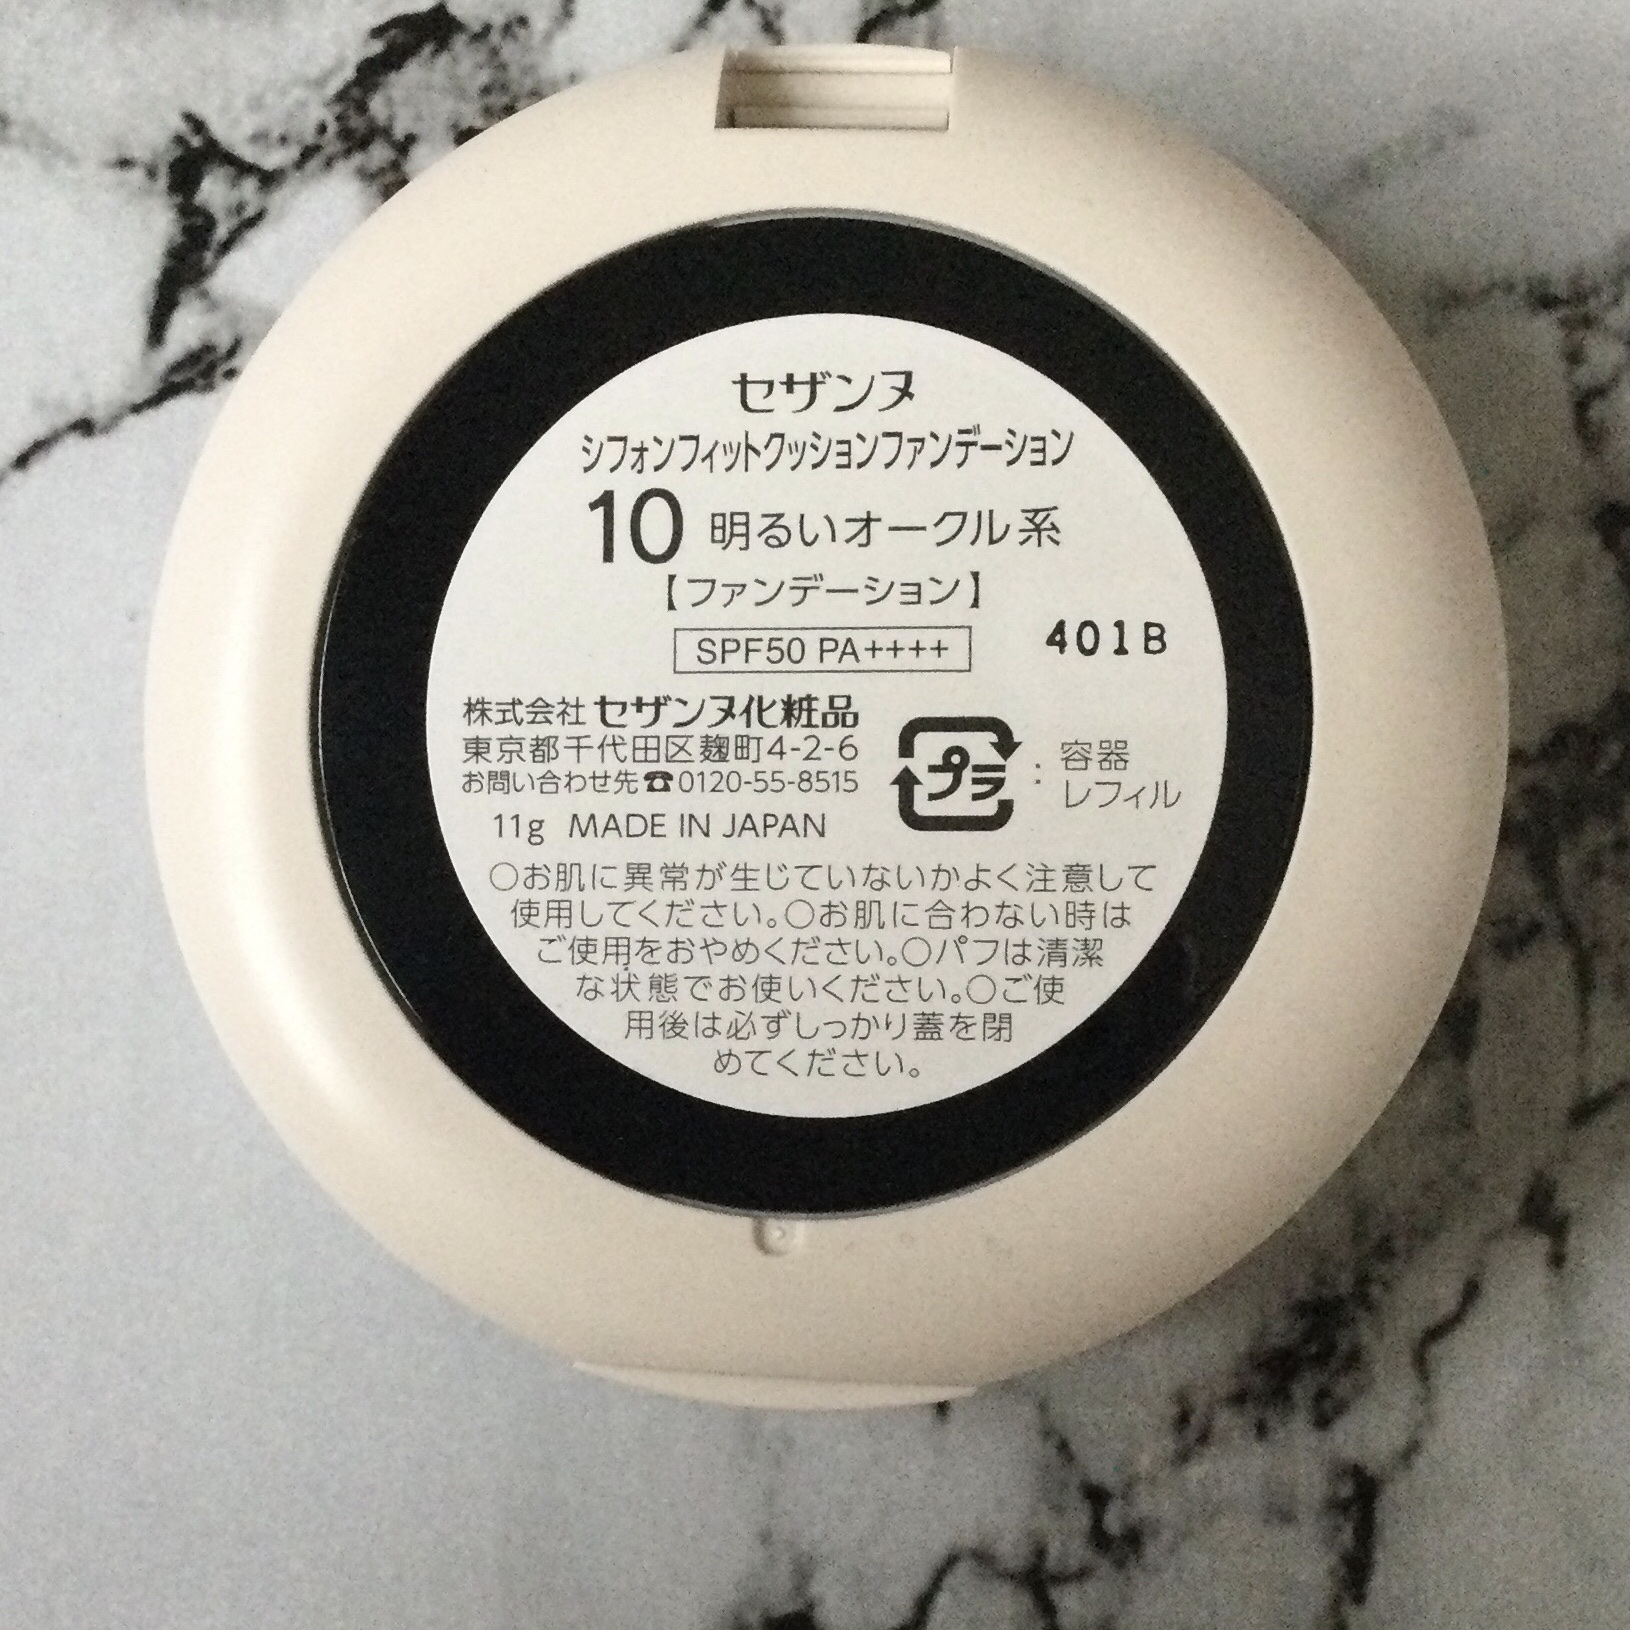 セザンヌ
シフォンフィットクッションファンデーション
10 明るいオークル系
【ファンデーション】
SPF50 PA++++
401B
株式会社 セザンヌ化粧品
東京都千代田区麹町4-2-6
お問い合わせ先☎0120-55-8515
11g MADE IN JAPAN
プラ : 容器
レフィル
○お肌に異常が生じていないかよく注意して
使用してください。○お肌に合わない時は
ご使用をおやめください。○パフは清潔
な状態でお使いください。○ご使
用後は必ずしっかり蓋を閉
めてください。